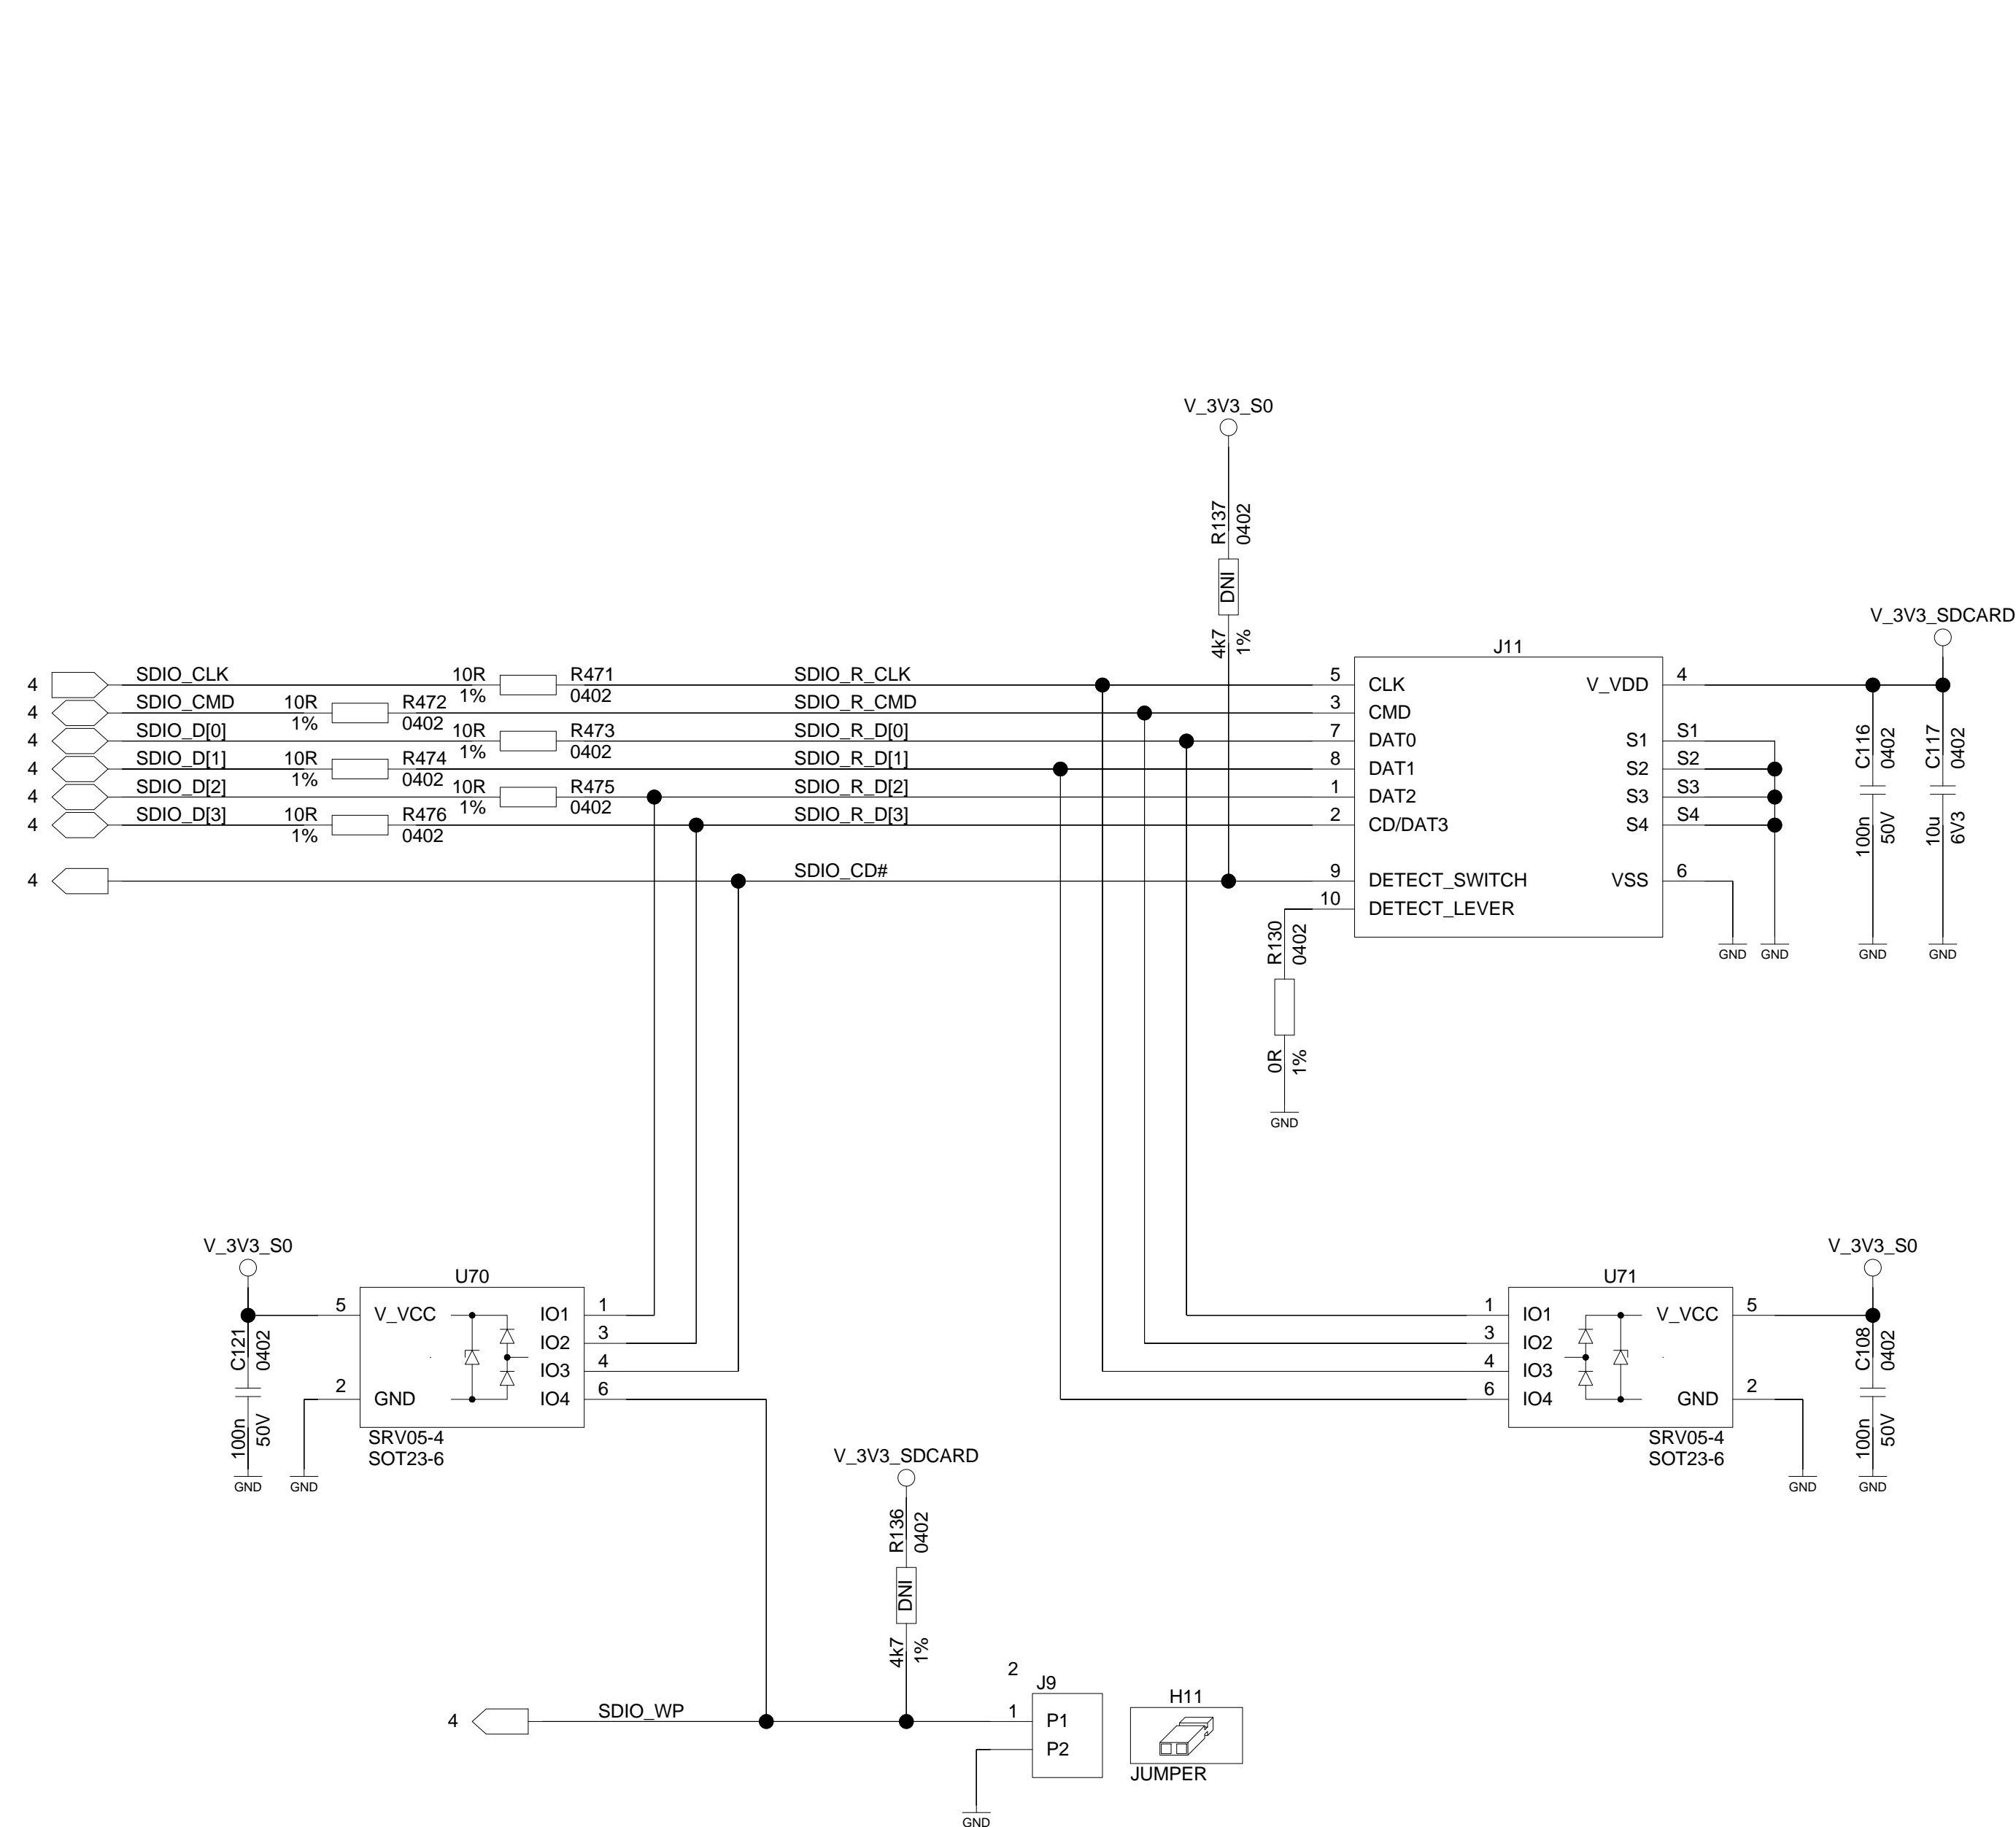 V_3V3_S0
R137
0402
DNI
4k7
1%
V_3V3_SDCARD
J11
4 SDIO_CLK 10R 1% R471 0402 SDIO_R_CLK 5 CLK V_VDD 4
4 SDIO_CMD 10R 1% R472 0402 SDIO_R_CMD 3 CMD
4 SDIO_D[0] 10R 1% R473 0402 SDIO_R_D[0] 7 DAT0 S1 S1
4 SDIO_D[1] 10R 1% R474 0402 SDIO_R_D[1] 8 DAT1 S2 S2
4 SDIO_D[2] 10R 1% R475 0402 SDIO_R_D[2] 1 DAT2 S3 S3
4 SDIO_D[3] 10R 1% R476 0402 SDIO_R_D[3] 2 CD/DAT3 S4 S4
4 SDIO_CD# 9 DETECT_SWITCH VSS 6
10 DETECT_LEVER
C116
0402
100n
50V
C117
0402
10u
6V3
GND GND GND GND
R130
0402
0R
1%
GND
V_3V3_S0
U70
5 V_VCC IO1 1
IO2 3
IO3 4
2 GND IO4 6
SRV05-4
SOT23-6
C121
0402
100n
50V
GND GND
V_3V3_S0
U71
1 IO1 V_VCC 5
3 IO2
4 IO3
6 IO4 GND 2
SRV05-4
SOT23-6
C108
0402
100n
50V
GND GND
V_3V3_SDCARD
R136
0402
DNI
4k7
1%
2
J9
4 SDIO_WP 1 P1
P2
GND
H11
JUMPER